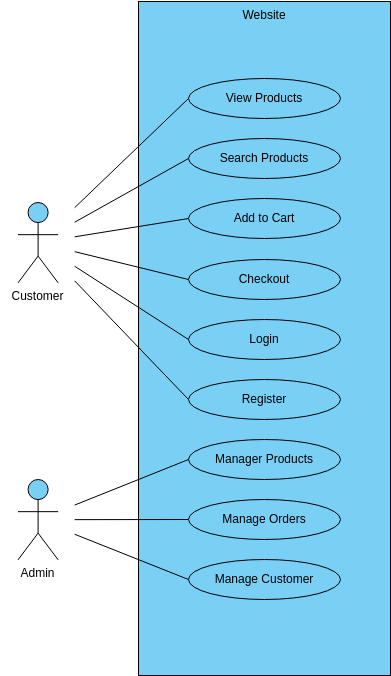 Website
View Products
Search Products
Add to Cart
Checkout
Login
Register
Customer
Manager Products
Manage Orders
Manage Customer
Admin